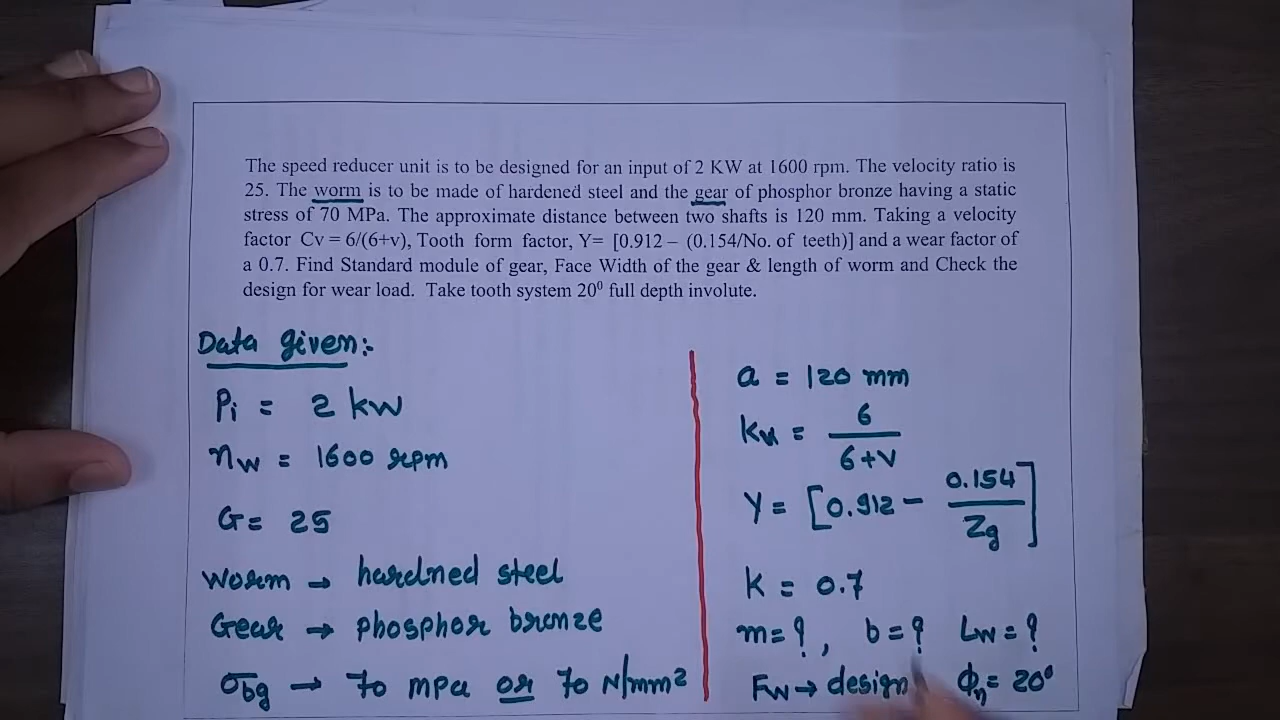 The speed reducer unit is to be designed for an input of 2 KW at 1600 rpm. The velocity ratio is
25. The worm is to be made of hardened steel and the gear of phosphor bronze having a static
stress of 70 MPa. The approximate distance between two shafts is 120 mm. Taking a velocity
factor Cv = 6/(6+v), Tooth form factor, Y= [0.912 – (0.154/No. of teeth)] and a wear factor of
a 0.7. Find Standard module of gear, Face Width of the gear & length of worm and Check the
design for wear load. Take tooth system 20⁰ full depth involute.
Data given:-
Pi = 2 kw
nw = 1600 rpm
G= 25
Worm → hardned steel
Gear → phosphor bronze
σbg → 70 mpa or 70 N/mm²
a = 120 mm
kv = 6/(6+v)
Y = [0.912 - 0.154/Zg]
K = 0.7
m=?, b=? Lw=?
Fw→ design ϕn= 20⁰